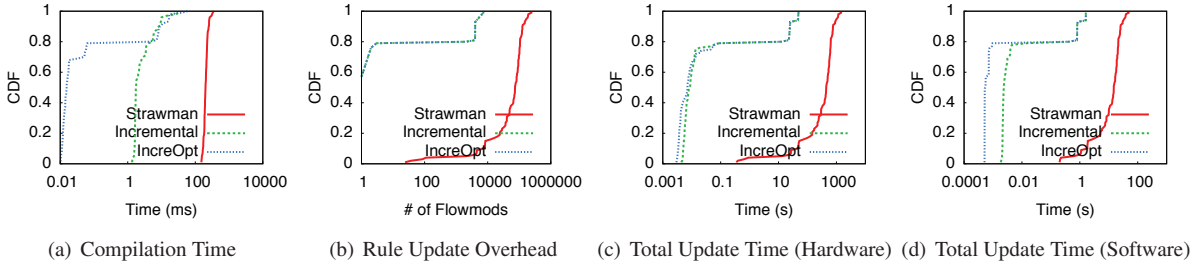 1
0.8
0.6
0.4
0.2
0
CDF
Strawman
Incremental
IncreOpt
0.01 1 100 10000
Time (ms)
(a) Compilation Time
1
0.8
0.6
0.4
0.2
0
CDF
Strawman
Incremental
IncreOpt
1 100 10000 1000000
# of Flowmods
(b) Rule Update Overhead
1
0.8
0.6
0.4
0.2
0
CDF
Strawman
Incremental
IncreOpt
0.001 0.1 10 1000
Time (s)
(c) Total Update Time (Hardware)
1
0.8
0.6
0.4
0.2
0
CDF
Strawman
Incremental
IncreOpt
0.0001 0.01 1 100
Time (s)
(d) Total Update Time (Software)